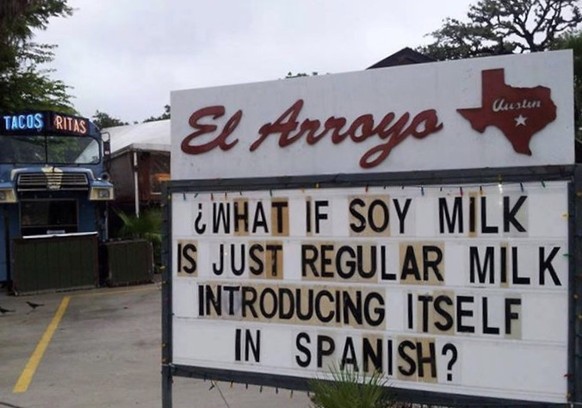 TACOS RITAS
El Arroyo
Austin
¿WHAT IF SOY MILK
IS JUST REGULAR MILK
INTRODUCING ITSELF
IN SPANISH?